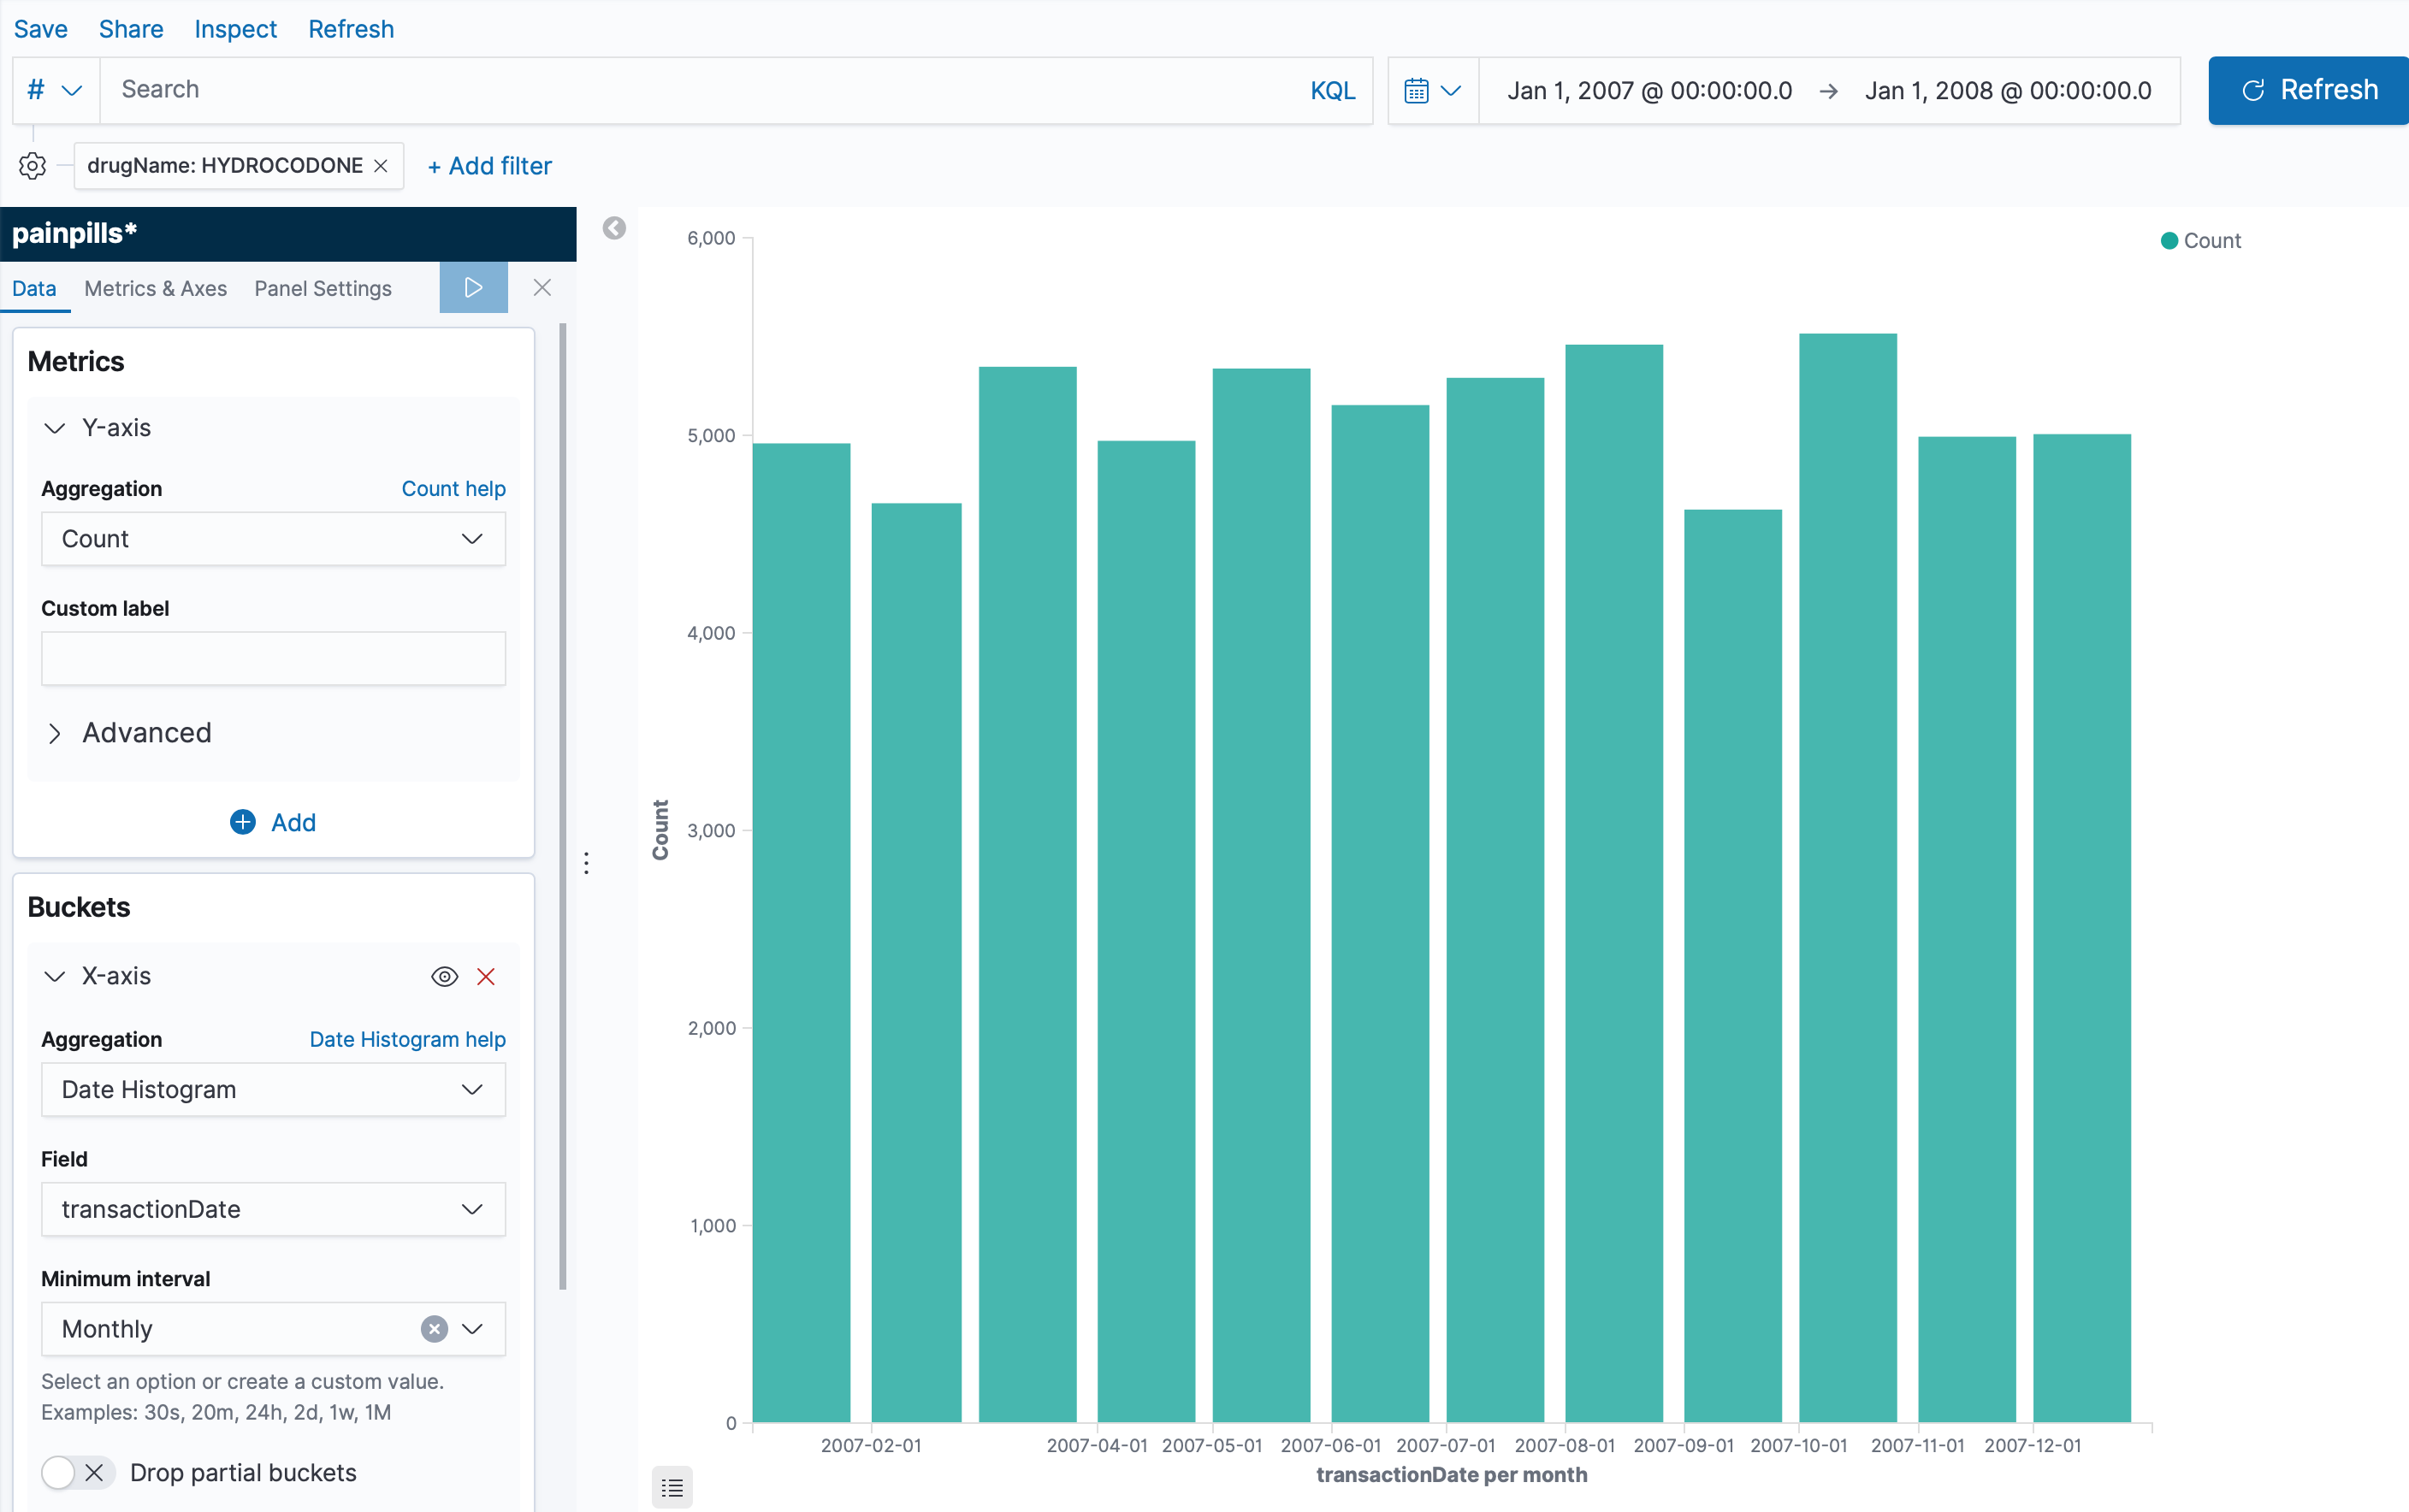 Save Share Inspect Refresh
# Search KQL Jan 1, 2007 @ 00:00:00.0 → Jan 1, 2008 @ 00:00:00.0 Refresh
drugName: HYDROCODONE + Add filter
painpills*
Data Metrics & Axes Panel Settings
Metrics
Y-axis
Aggregation Count help
Count
Custom label
Advanced
Add
Buckets
X-axis
Aggregation Date Histogram help
Date Histogram
Field
transactionDate
Minimum interval
Monthly
Select an option or create a custom value.
Examples: 30s, 20m, 24h, 2d, 1w, 1M
Drop partial buckets
Count
6,000
5,000
4,000
3,000
2,000
1,000
0
Count
2007-02-01 2007-04-01 2007-05-01 2007-06-01 2007-07-01 2007-08-01 2007-09-01 2007-10-01 2007-11-01 2007-12-01
transactionDate per month